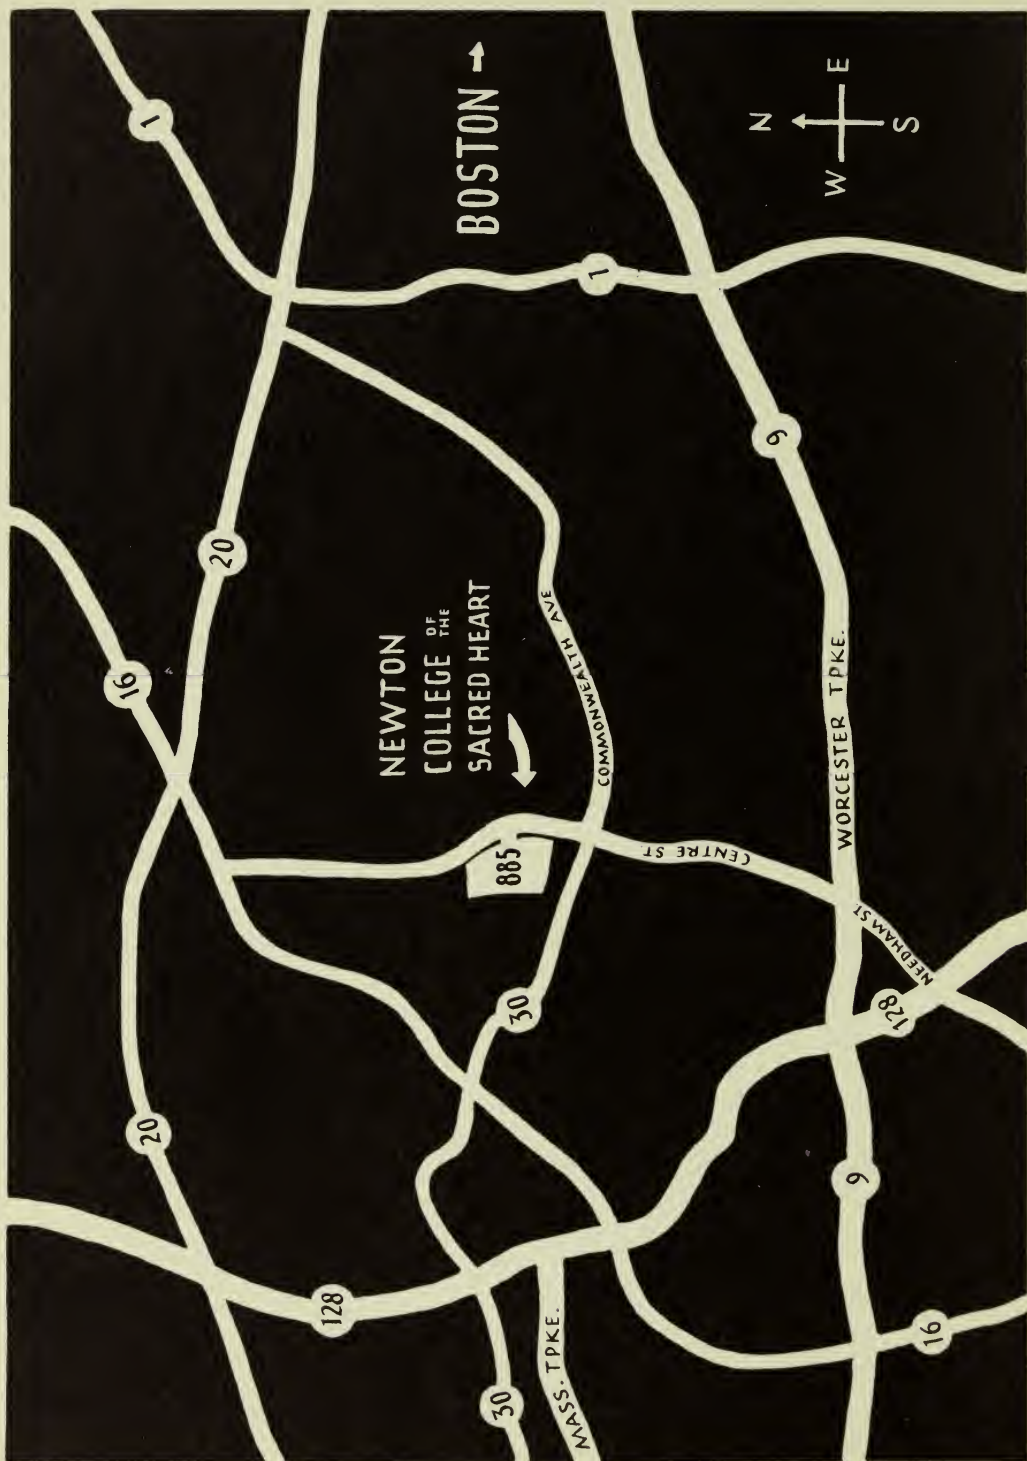 16
1
20
20
128
NEWTON
COLLEGE OF THE
SACRED HEART
BOSTON →
30
885
30
MASS. TPKE.
COMMONWEALTH AVE
1
CENTRE ST.
N
W E
S
9
WORCESTER TPKE.
9
NEEDHAM ST.
128
16